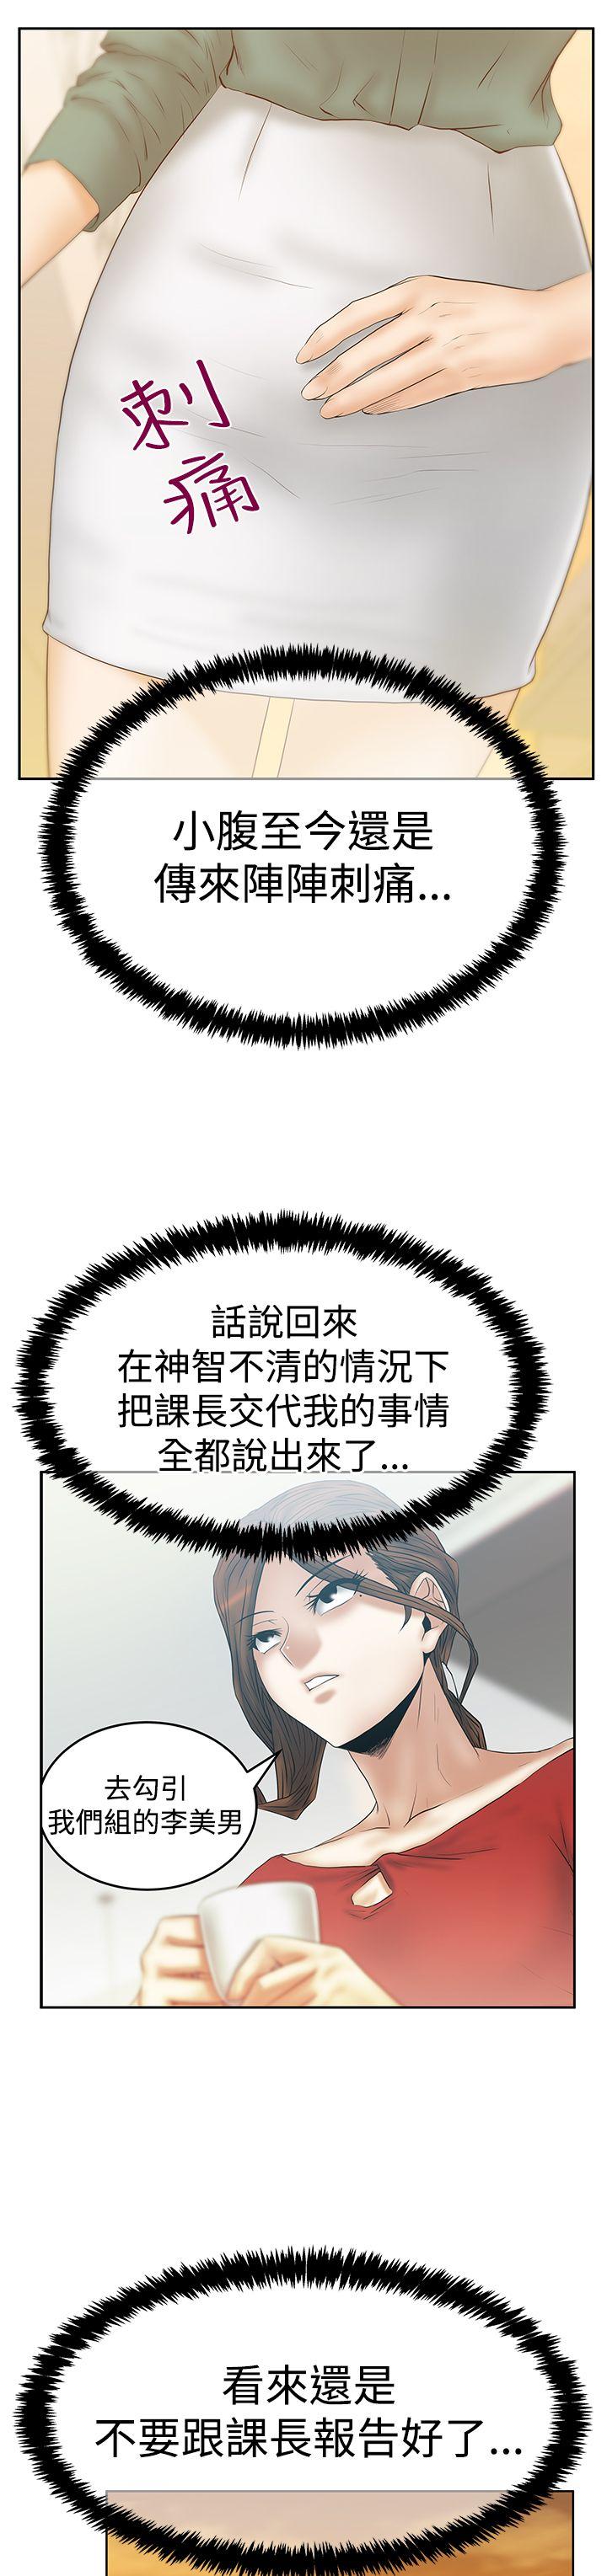 刺
痛
小腹至今還是
傳來陣陣刺痛...
話說回來
在神智不清的情況下
把課長交代我的事情
全都說出來了...
去勾引
我們組的李美男
看來還是
不要跟課長報告好了...